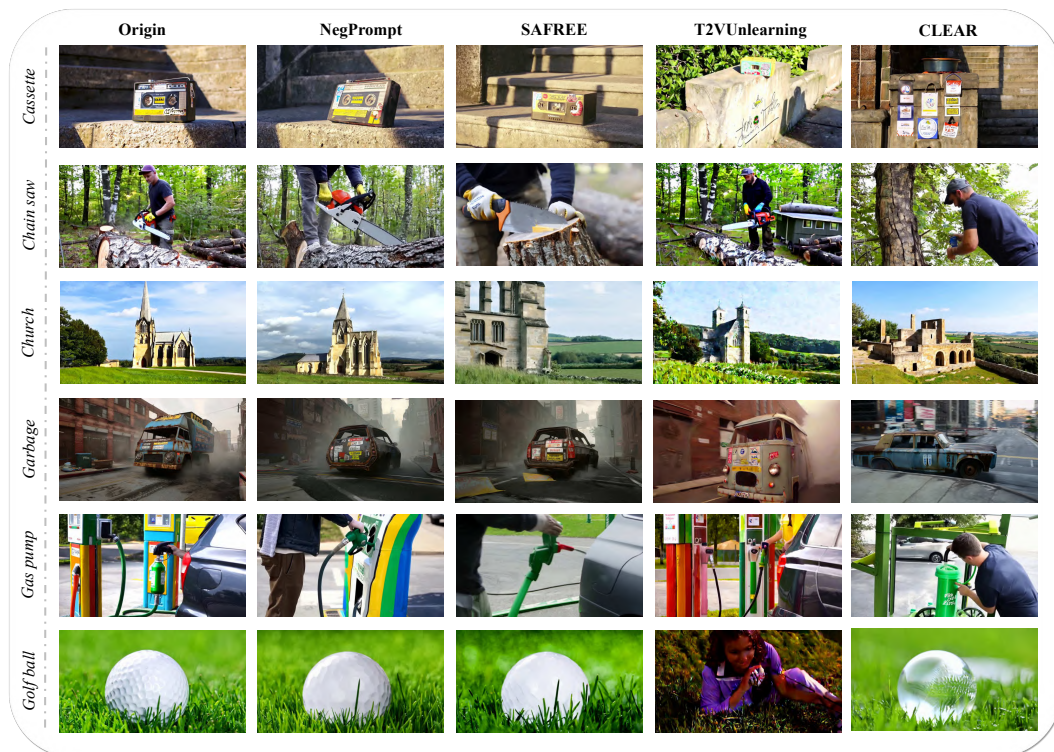 Origin NegPrompt SAFREE T2VUnlearning CLEAR
Cassette
Chain saw
Church
Garbage
Gas pump
Golf ball